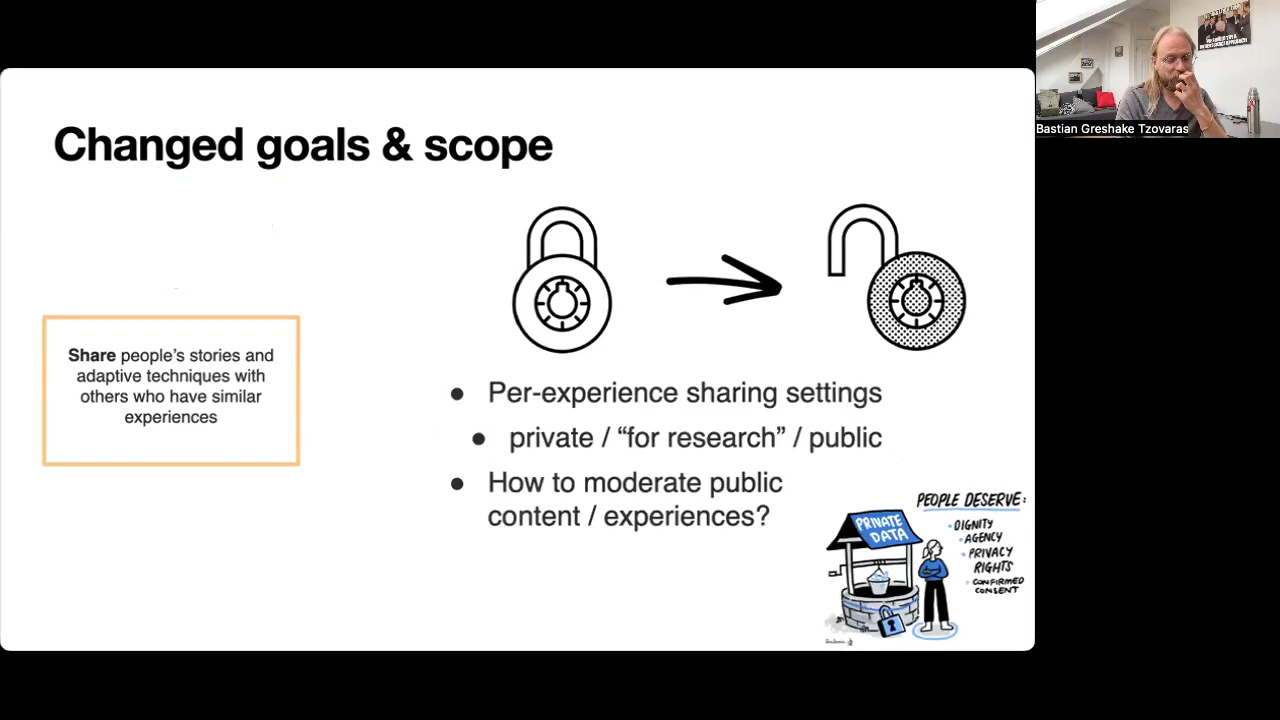 Changed goals & scope
Share people’s stories and
adaptive techniques with
others who have similar
experiences
● Per-experience sharing settings
● private / “for research” / public
● How to moderate public
content / experiences?
PEOPLE DESERVE:
• DIGNITY
• AGENCY
• PRIVACY
RIGHTS
• CONFIRMED
CONSENT
PRIVATE
DATA
Bastian Greshake Tzovaras